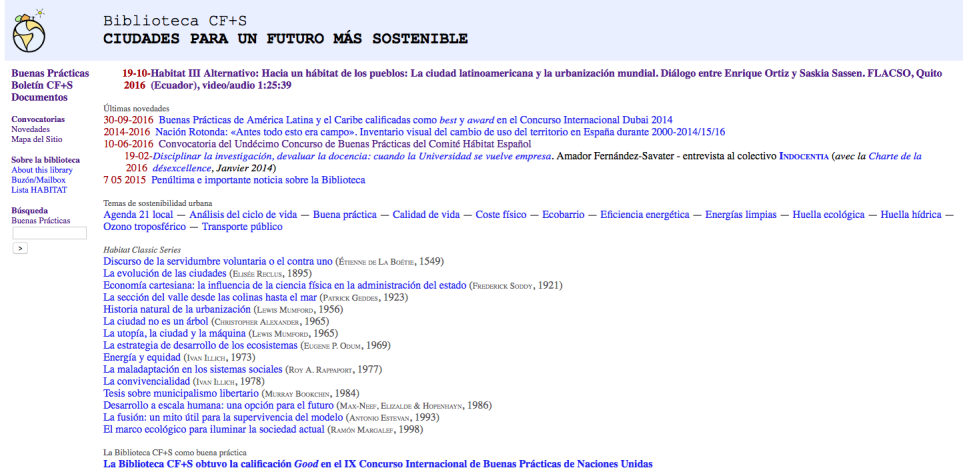 Biblioteca CF+S
CIUDADES PARA UN FUTURO MÁS SOSTENIBLE
Buenas Prácticas
Boletín CF+S
Documentos
Convocatorias
Novedades
Mapa del Sitio
Sobre la biblioteca
About this library
Buzón/Mailbox
Lista HABITAT
Búsqueda
Buenas Prácticas
>
19-10-Habitat III Alternativo: Hacia un hábitat de los pueblos: La ciudad latinoamericana y la urbanización mundial. Diálogo entre Enrique Ortiz y Saskia Sassen. FLACSO, Quito
2016 (Ecuador), video/audio 1:25:39
Últimas novedades
30-09-2016 Buenas Prácticas de América Latina y el Caribe calificadas como best y award en el Concurso Internacional Dubai 2014
2014-2016 Nación Rotonda: «Antes todo esto era campo». Inventario visual del cambio de uso del territorio en España durante 2000-2014/15/16
10-06-2016 Convocatoria del Undécimo Concurso de Buenas Prácticas del Comité Hábitat Español
19-02-Disciplinar la investigación, devaluar la docencia: cuando la Universidad se vuelve empresa. Amador Fernández-Savater - entrevista al colectivo INDOCENTIA (avec la Charte de la
2016 désexcellence, Janvier 2014)
7 05 2015 Penúltima e importante noticia sobre la Biblioteca
Temas de sostenibilidad urbana
Agenda 21 local — Análisis del ciclo de vida — Buena práctica — Calidad de vida — Coste físico — Ecobarrio — Eficiencia energética — Energías limpias — Huella ecológica — Huella hídrica —
Ozono troposférico — Transporte público
Habitat Classic Series
Discurso de la servidumbre voluntaria o el contra uno (ÉTIENNE DE LA BOËTIE, 1549)
La evolución de las ciudades (ELISÉE RECLUS, 1895)
Economía cartesiana: la influencia de la ciencia física en la administración del estado (FREDERICK SODDY, 1921)
La sección del valle desde las colinas hasta el mar (PATRICK GEDDES, 1923)
Historia natural de la urbanización (LEWIS MUMFORD, 1956)
La ciudad no es un árbol (CHRISTOPHER ALEXANDER, 1965)
La utopía, la ciudad y la máquina (LEWIS MUMFORD, 1965)
La estrategia de desarrollo de los ecosistemas (EUGENE P. ODUM, 1969)
Energía y equidad (IVAN ILLICH, 1973)
La maladaptación en los sistemas sociales (ROY A. RAPPAPORT, 1977)
La convivencialidad (IVAN ILLICH, 1978)
Tesis sobre municipalismo libertario (MURRAY BOOKCHIN, 1984)
Desarrollo a escala humana: una opción para el futuro (MAX-NEEF, ELIZALDE & HOPENHAYN, 1986)
La fusión: un mito útil para la supervivencia del modelo (ANTONIO ESTEVAN, 1993)
El marco ecológico para iluminar la sociedad actual (RAMÓN MARGALEF, 1998)
La Biblioteca CF+S como buena práctica
La Biblioteca CF+S obtuvo la calificación Good en el IX Concurso Internacional de Buenas Prácticas de Naciones Unidas